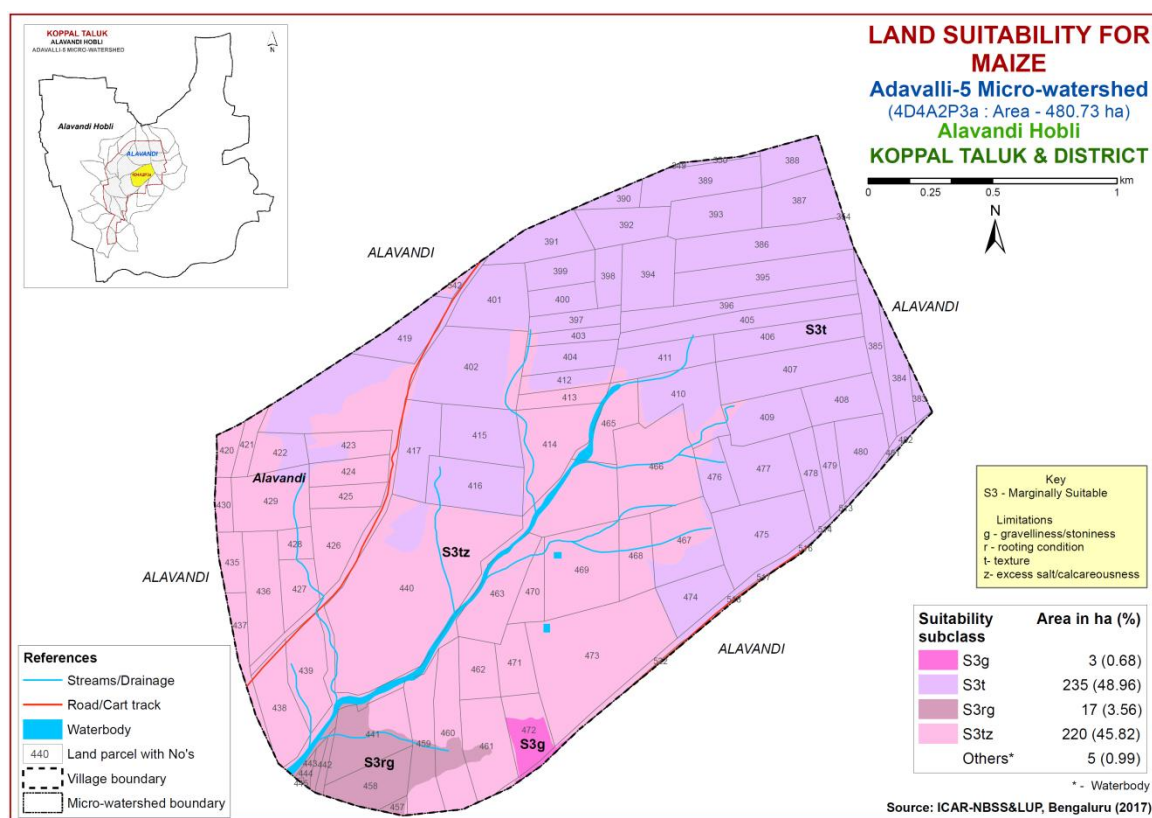 KOPPAL TALUK
ALAVANDI HOBLI
ADAVALLI-5 MICRO-WATERSHED
N
Alavandi Hobli
ALAVANDI
LAND SUITABILITY FOR
MAIZE
Adavalli-5 Micro-watershed
(4D4A2P3a : Area - 480.73 ha)
Alavandi Hobli
KOPPAL TALUK & DISTRICT
km
0 0.25 0.5 1
N
388
389
390
387
393
384
392
391
386
ALAVANDI
399 398 394 395
542 401 400
396
ALAVANDI
397 405
403 406 S3t
419 385
404 411
402 407
412 384
410 383
413 408
465 409
420 421 423 417 415 414 480
422 424 466 476 477 478 479
Alavandi
425 416
430 429
428 426 S3tz 467 475
435 469 468
ALAVANDI
436 427 440 463 470 474
437
ALAVANDI
439 462 471 473
438
472
441 460
459 461 S3g
443 442 S3rg
444
458
457
Key
S3 - Marginally Suitable
Limitations
g - gravelliness/stoniness
r - rooting condition
t- texture
z- excess salt/calcareousness
Suitability subclass Area in ha (%)
S3g 3 (0.68)
S3t 235 (48.96)
S3rg 17 (3.56)
S3tz 220 (45.82)
Others* 5 (0.99)
* - Waterbody
References
Streams/Drainage
Road/Cart track
Waterbody
440 Land parcel with No's
Village boundary
Micro-watershed boundary
Source: ICAR-NBSS&LUP, Bengaluru (2017)